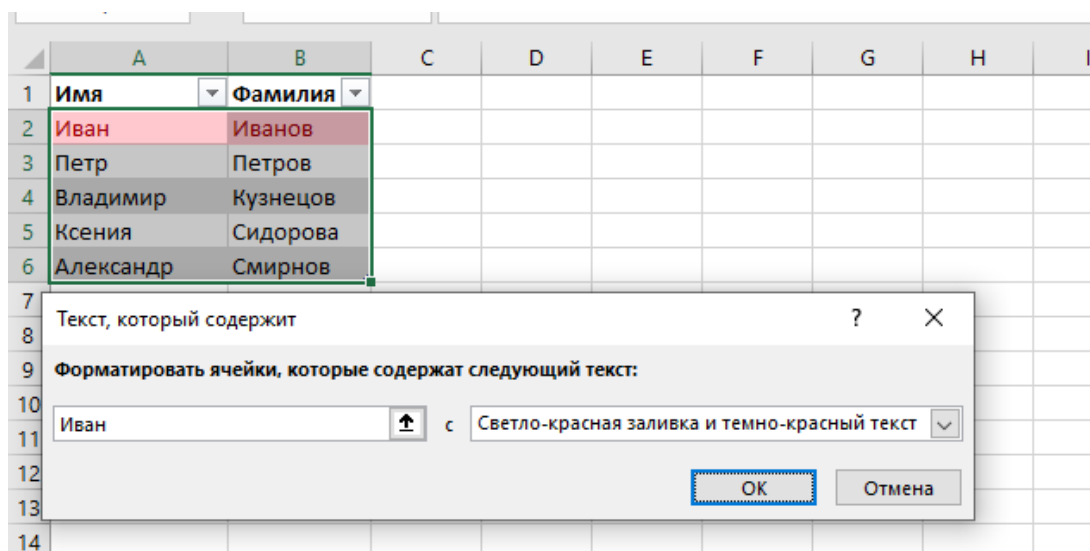 A B C D E F G H
1 Имя Фамилия
2 Иван Иванов
3 Петр Петров
4 Владимир Кузнецов
5 Ксения Сидорова
6 Александр Смирнов
7
8 Текст, который содержит ?
9 Форматировать ячейки, которые содержат следующий текст:
10
11 Иван с Светло-красная заливка и темно-красный текст
12
13 ОК Отмена
14